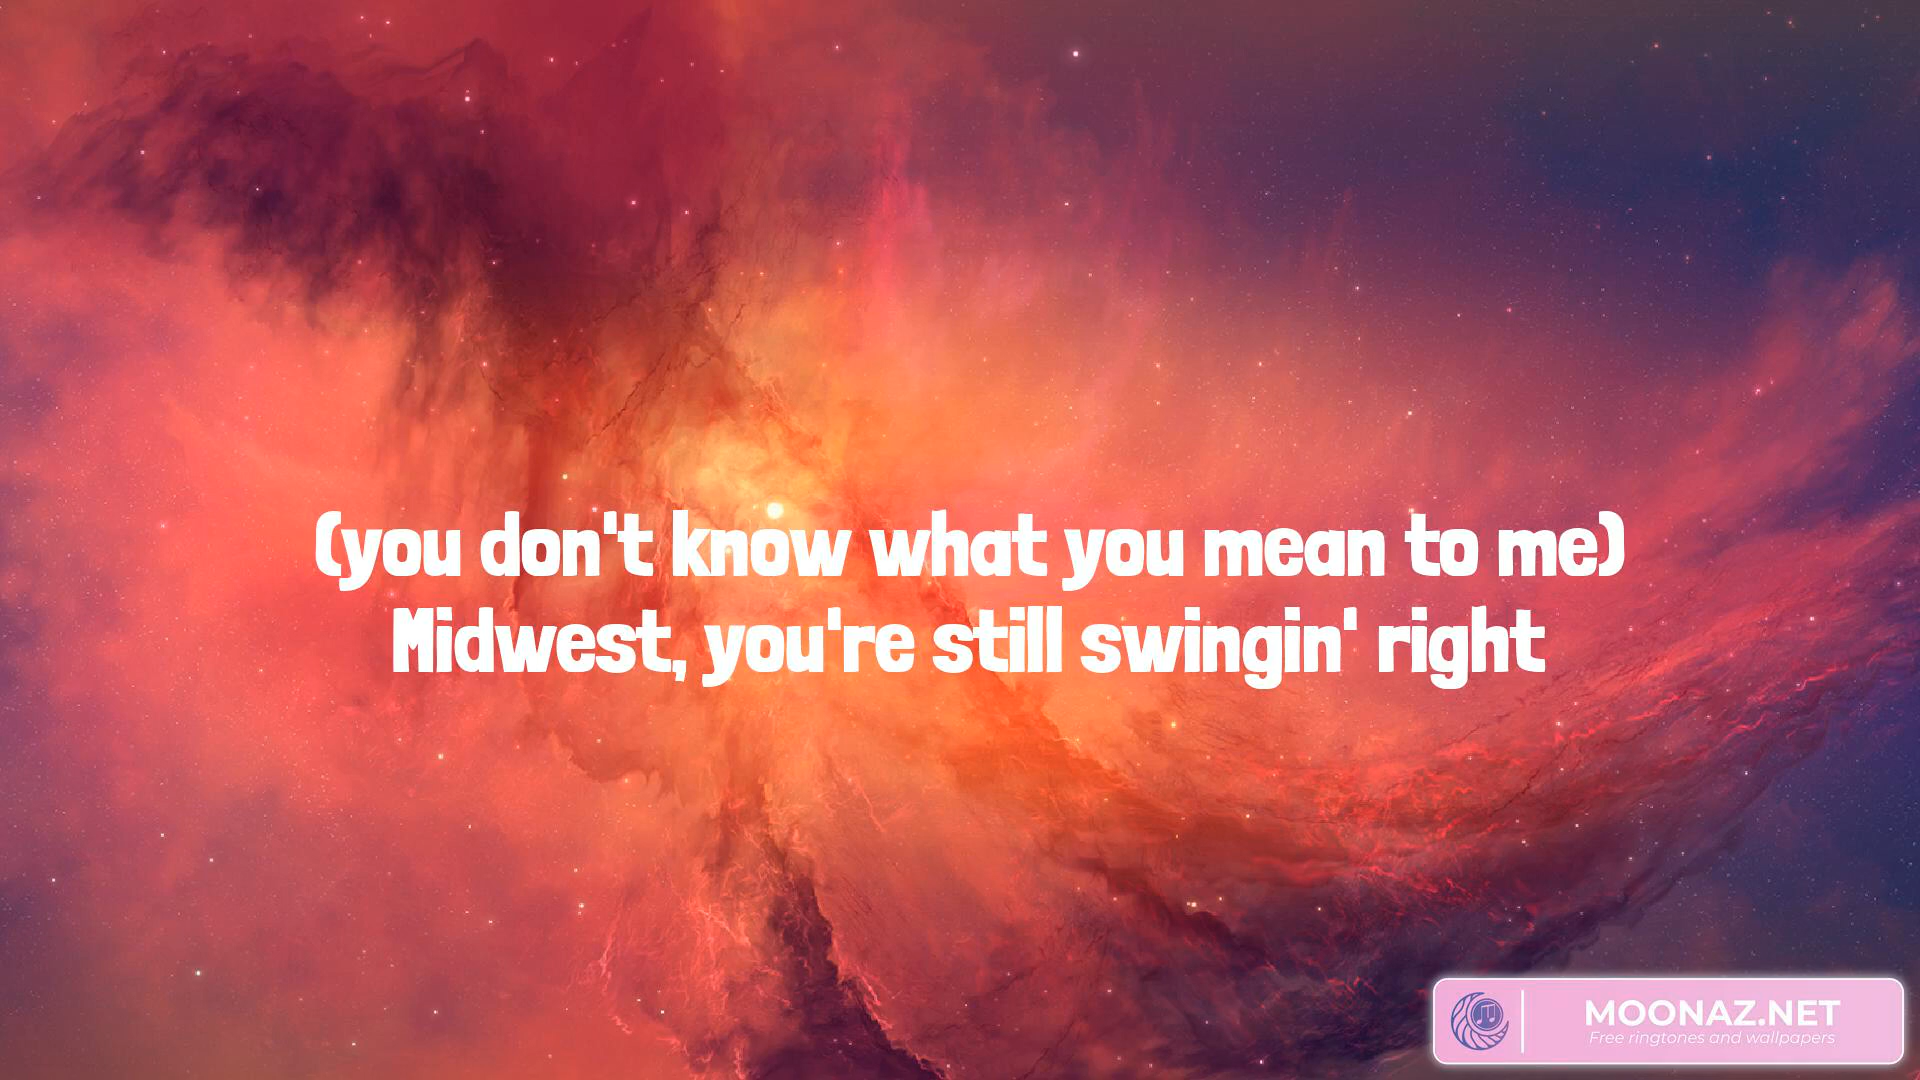 (you don't know what you mean to me)
Midwest, you're still swingin' right
MOONAZ.NET
Free ringtones and wallpapers